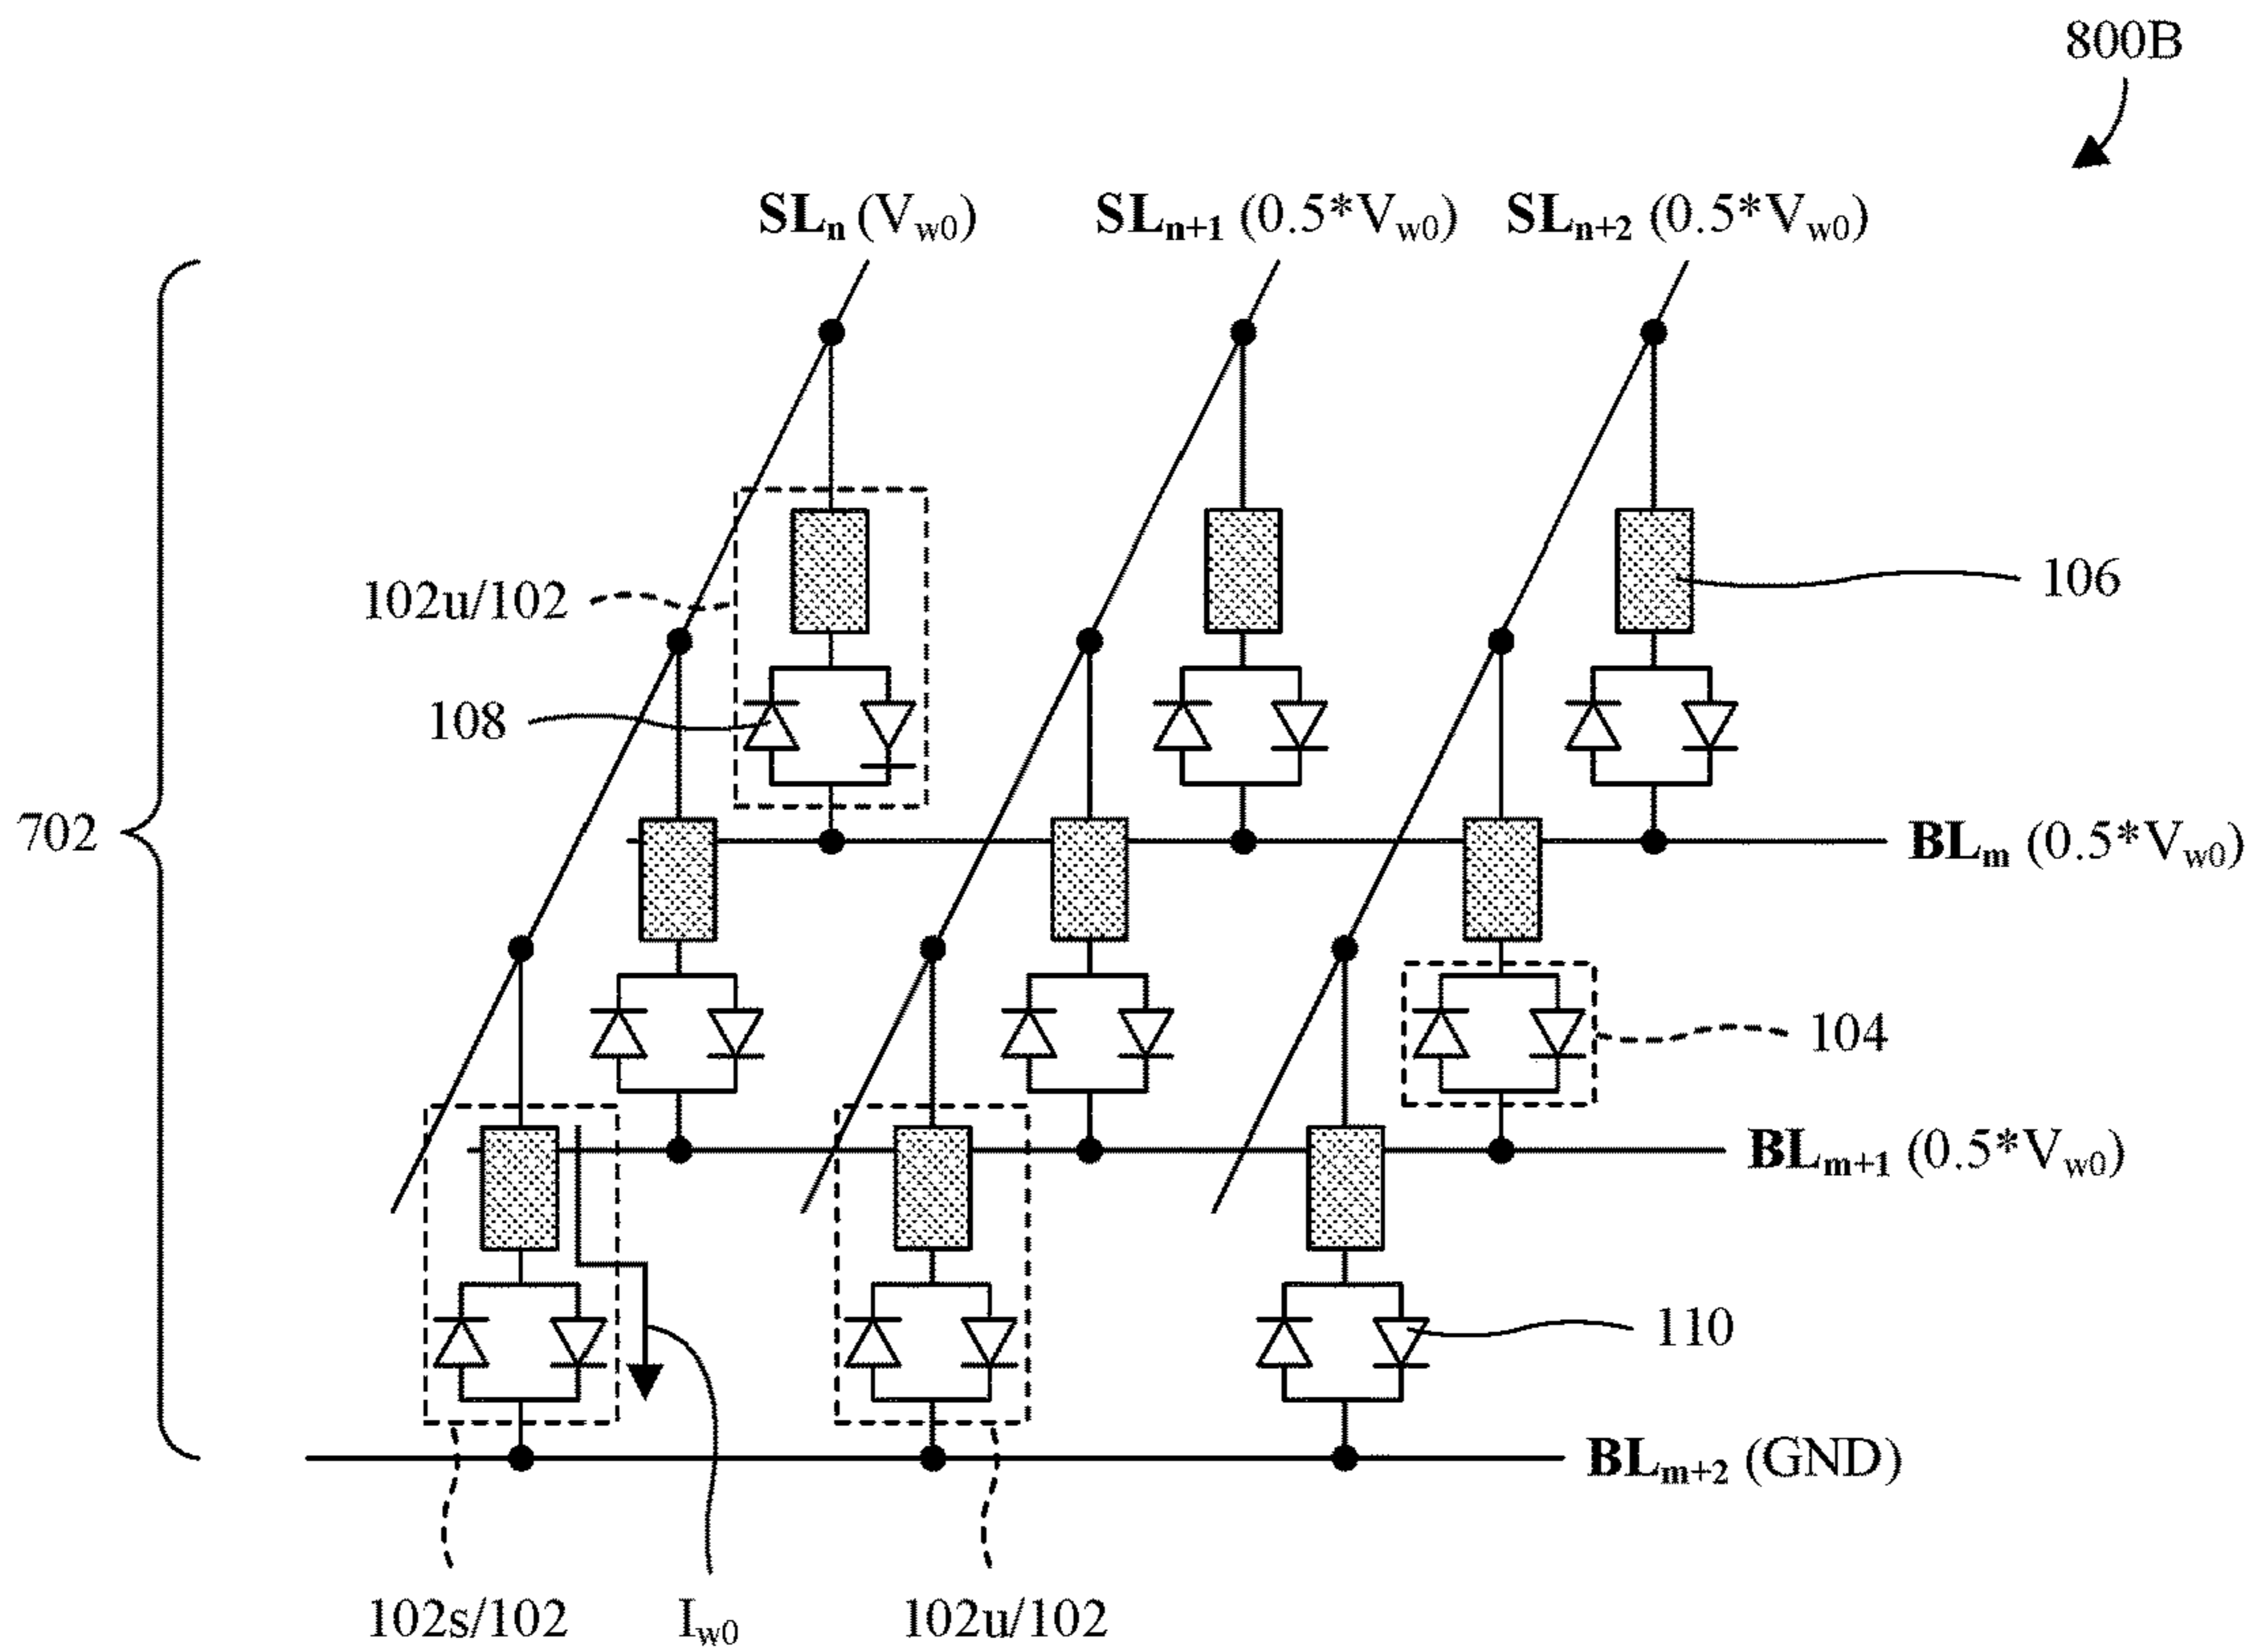 800B
SLn (Vw0) SLn+1 (0.5*Vw0) SLn+2 (0.5*Vw0)
102u/102
106
108
702
BLm (0.5*Vw0)
104
BLm+1 (0.5*Vw0)
110
BLm+2 (GND)
102s/102 Iw0 102u/102